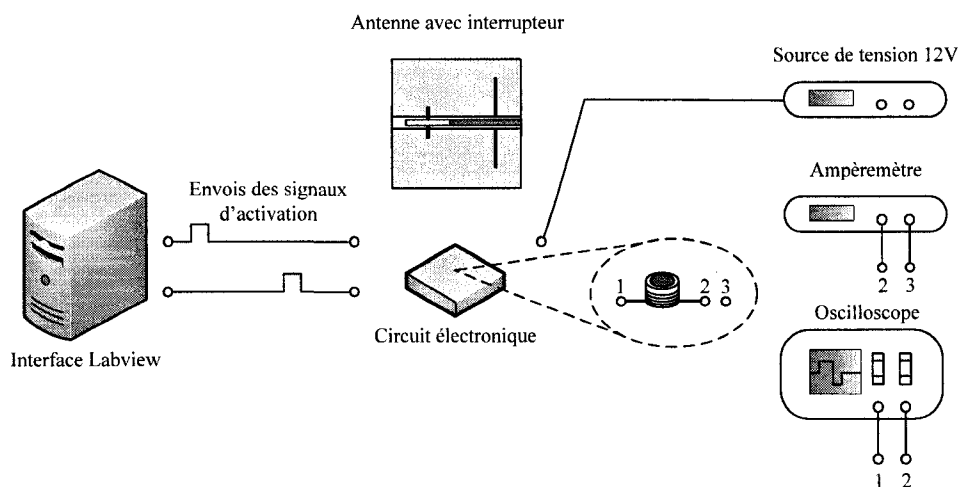 Antenne avec interrupteur
Source de tension 12V
Envois des signaux
d'activation
Ampèremètre
2 3
1 2 3
Oscilloscope
Circuit électronique
Interface Labview
1 2